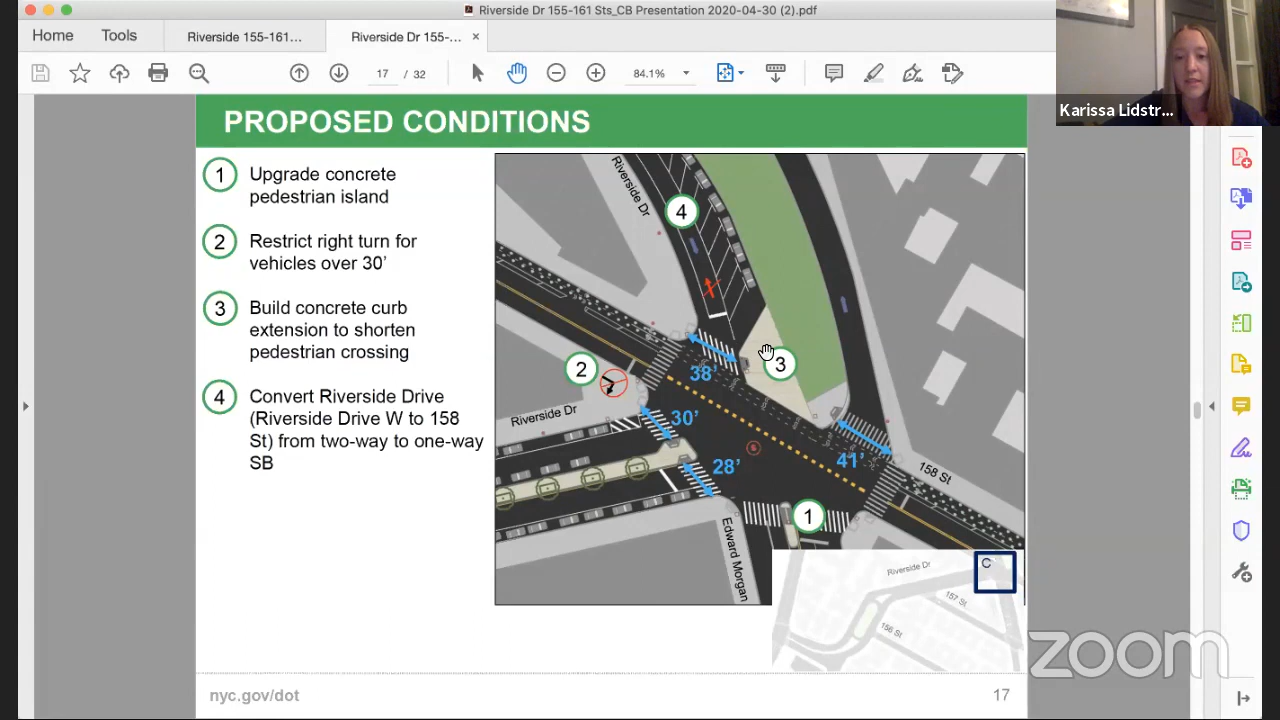 Riverside Dr 155-161 Sts_CB Presentation 2020-04-30 (2).pdf
Home
Tools
Riverside 155-161...
Riverside Dr 155-...
17 / 32
84.1%
Karissa Lidstr...
PROPOSED CONDITIONS
1 Upgrade concrete
pedestrian island
2 Restrict right turn for
vehicles over 30’
3 Build concrete curb
extension to shorten
pedestrian crossing
4 Convert Riverside Drive
(Riverside Drive W to 158
St) from two-way to one-way
SB
Riverside Dr
4
3
38’
2
Riverside Dr
30’
28’
41’
158 St
1
Edward Morgan
C
Riverside Dr
157 St
156 St
zoom
nyc.gov/dot
17